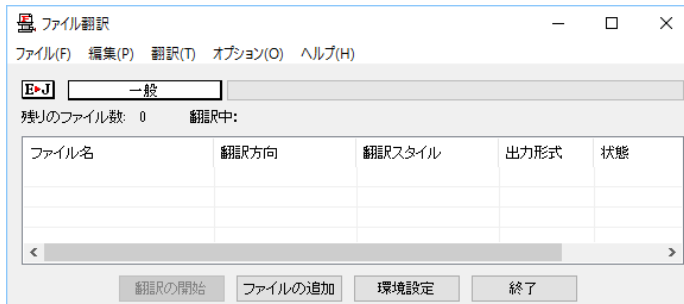 ファイル翻訳
ファイル(F) 編集(P) 翻訳(T) オプション(O) ヘルプ(H)
E▶J 一般
残りのファイル数: 0 翻訳中:
ファイル名 翻訳方向 翻訳スタイル 出力形式 状態
翻訳の開始 ファイルの追加 環境設定 終了